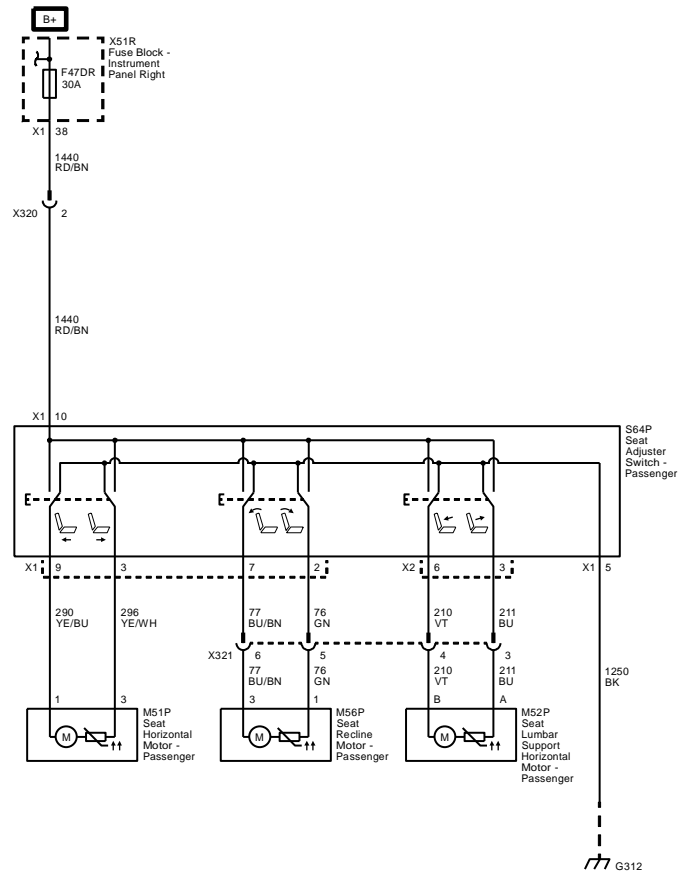 B+
X51R
Fuse Block -
Instrument
Panel Right
F47DR
30A
X1 38
1440
RD/BN
X320 2
1440
RD/BN
X1 10
S64P
Seat
Adjuster
Switch -
Passenger
X1 9 3 7 2 X2 6 3 X1 5
290
YE/BU
296
YE/WH
77
BU/BN
76
GN
210
VT
211
BU
X321 6 5 4 3
77
BU/BN
76
GN
210
VT
211
BU
1250
BK
1 3 3 1 B A
M51P
Seat
Horizontal
Motor -
Passenger
M56P
Seat
Recline
Motor -
Passenger
M52P
Seat
Lumbar
Support
Horizontal
Motor -
Passenger
M M M
G312